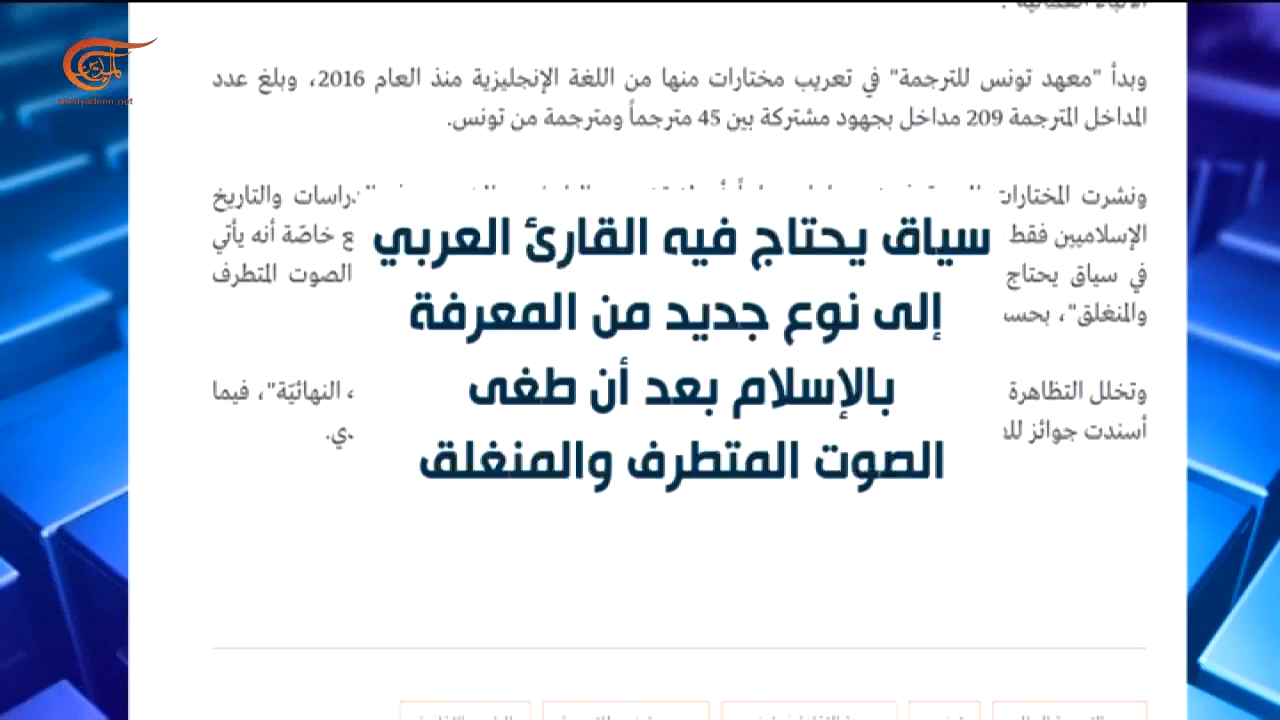 وبدأ "معهد تونس للترجمة" في تعريب مختارات منها من اللغة الإنجليزية منذ العام 2016، وبلغ عدد
المداخل المترجمة 209 مداخل بجهود مشتركة بين 45 مترجماً ومترجمة من تونس.
ونشرت المختارات والتاريخ
الإسلاميين فقط خاصّة أنه يأتي
في سياق يحتاج الصوت المتطرف
والمنغلق"، بحسب
وتخلل التظاهرة النهائيّة"، فيما
أسندت جوائز
سياق يحتاج فيه القارئ العربي
إلى نوع جديد من المعرفة
بالإسلام بعد أن طغى
الصوت المتطرف والمنغلق
الميادين
almayadeen.net